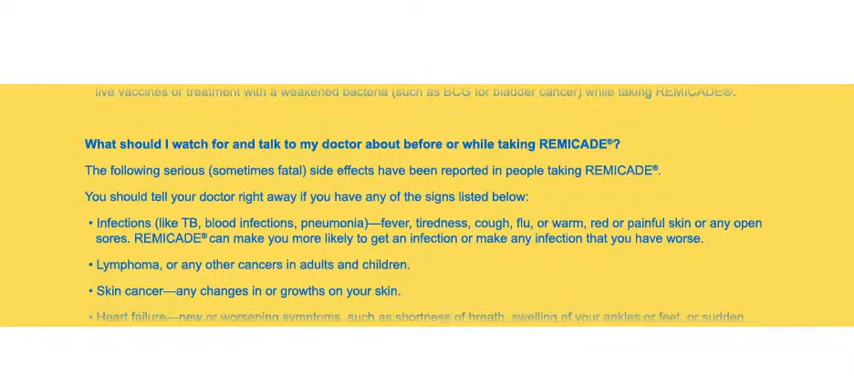 live vaccines or treatment with a weakened bacteria (such as BCG for bladder cancer) while taking REMICADE®.
What should I watch for and talk to my doctor about before or while taking REMICADE®?
The following serious (sometimes fatal) side effects have been reported in people taking REMICADE®.
You should tell your doctor right away if you have any of the signs listed below:
• Infections (like TB, blood infections, pneumonia)—fever, tiredness, cough, flu, or warm, red or painful skin or any open
sores. REMICADE® can make you more likely to get an infection or make any infection that you have worse.
• Lymphoma, or any other cancers in adults and children.
• Skin cancer—any changes in or growths on your skin.
• Heart failure—new or worsening symptoms, such as shortness of breath, swelling of your ankles or feet, or sudden